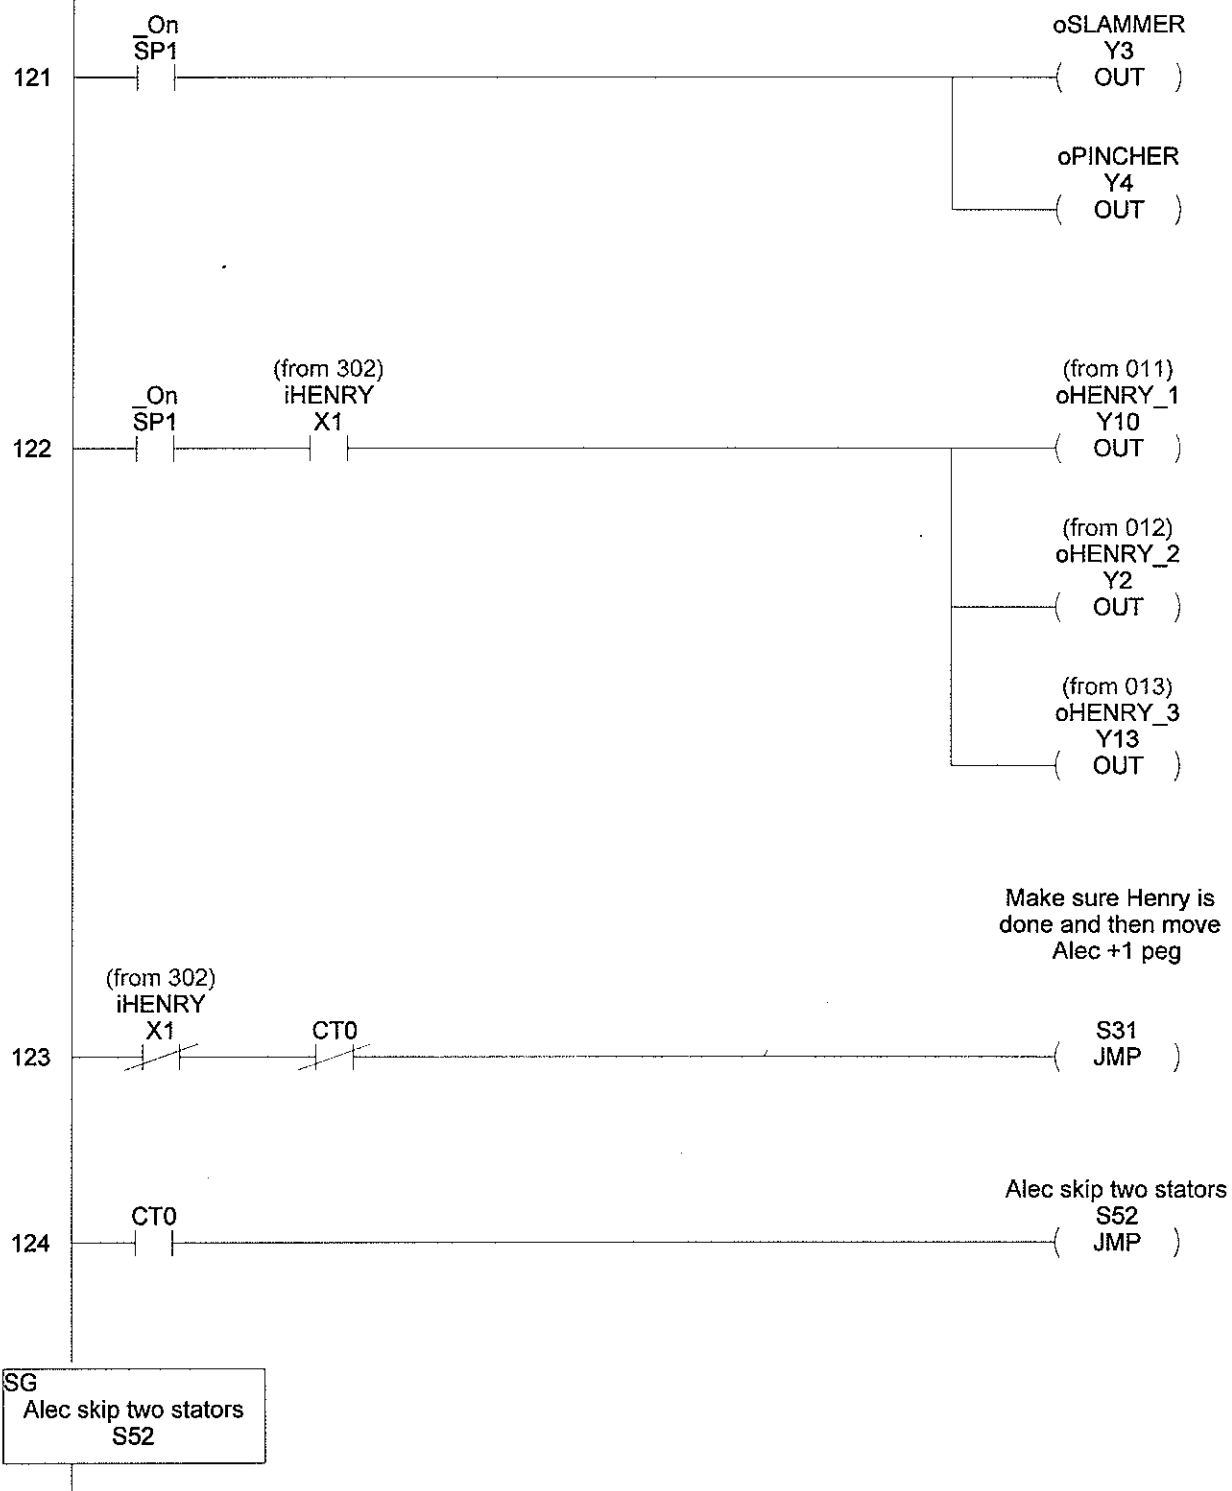 _On
SP1
121
oSLAMMER
Y3
( OUT )
oPINCHER
Y4
( OUT )
_On
SP1
(from 302)
iHENRY
X1
122
(from 011)
oHENRY_1
Y10
( OUT )
(from 012)
oHENRY_2
Y2
( OUT )
(from 013)
oHENRY_3
Y13
( OUT )
Make sure Henry is
done and then move
Alec +1 peg
(from 302)
iHENRY
X1
CT0
123
S31
( JMP )
Alec skip two stators
CT0
S52
124
( JMP )
SG
Alec skip two stators
S52